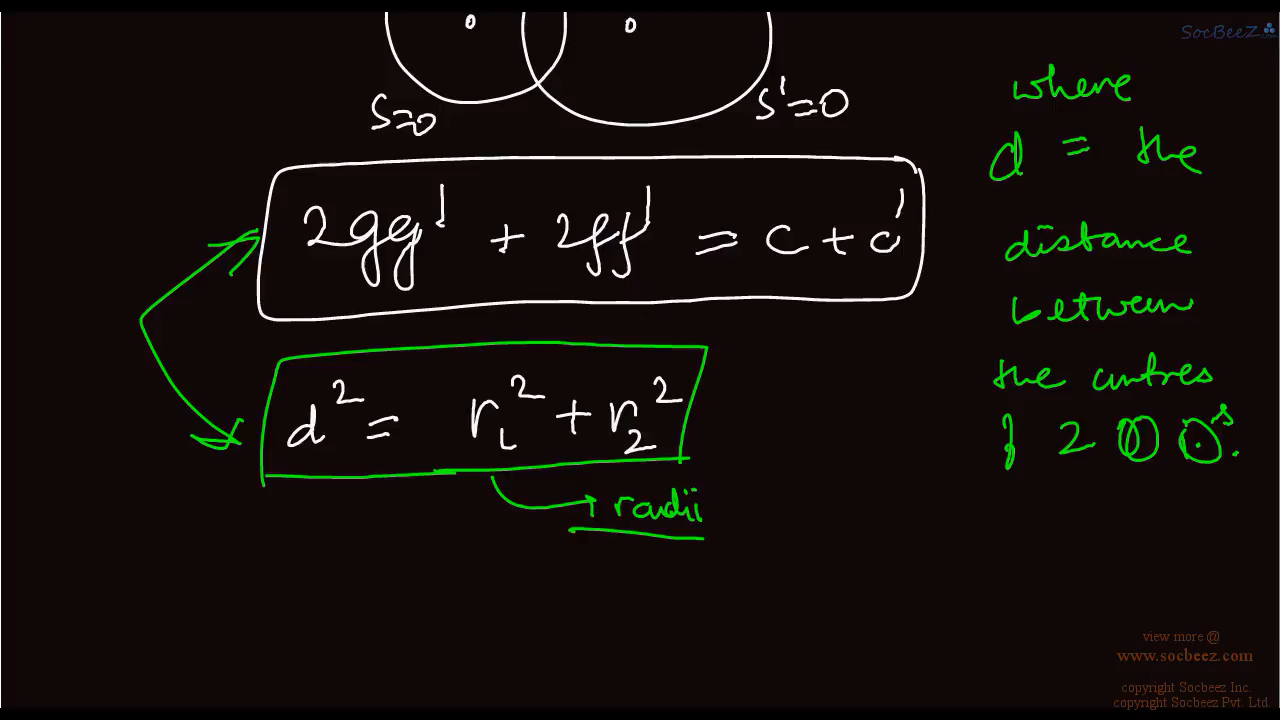 SocBeeZ
S=0
S'=0
2gg' + 2ff' = c + c'
d² = r₁² + r₂²
→ radii
where
d = the
distance
between
the centres
of 2 ⊙ ⊙s.
view more @
www.socbeez.com
copyright Socbeez Inc.
copyright Socbeez Pvt. Ltd.